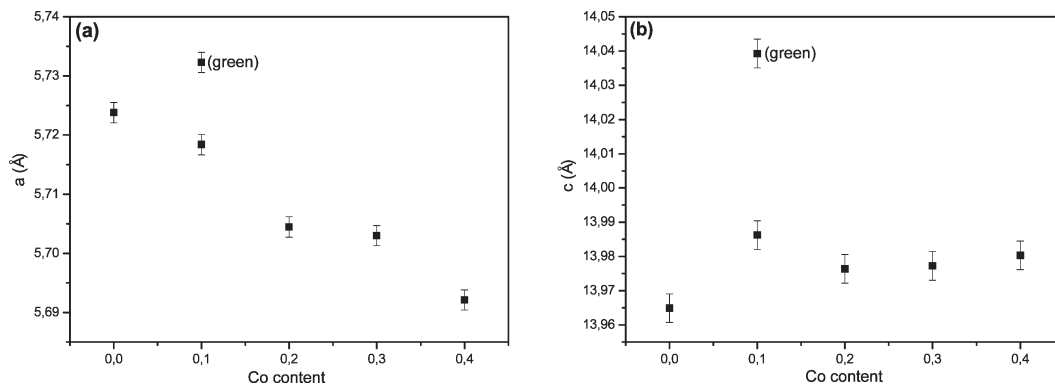 (a)
5,74
5,73
5,72
5,71
5,70
5,69
a (Å)
(green)
0,0 0,1 0,2 0,3 0,4
Co content
(b)
14,05
14,04
14,03
14,02
14,01
14,00
13,99
13,98
13,97
13,96
c (Å)
(green)
0,0 0,1 0,2 0,3 0,4
Co content